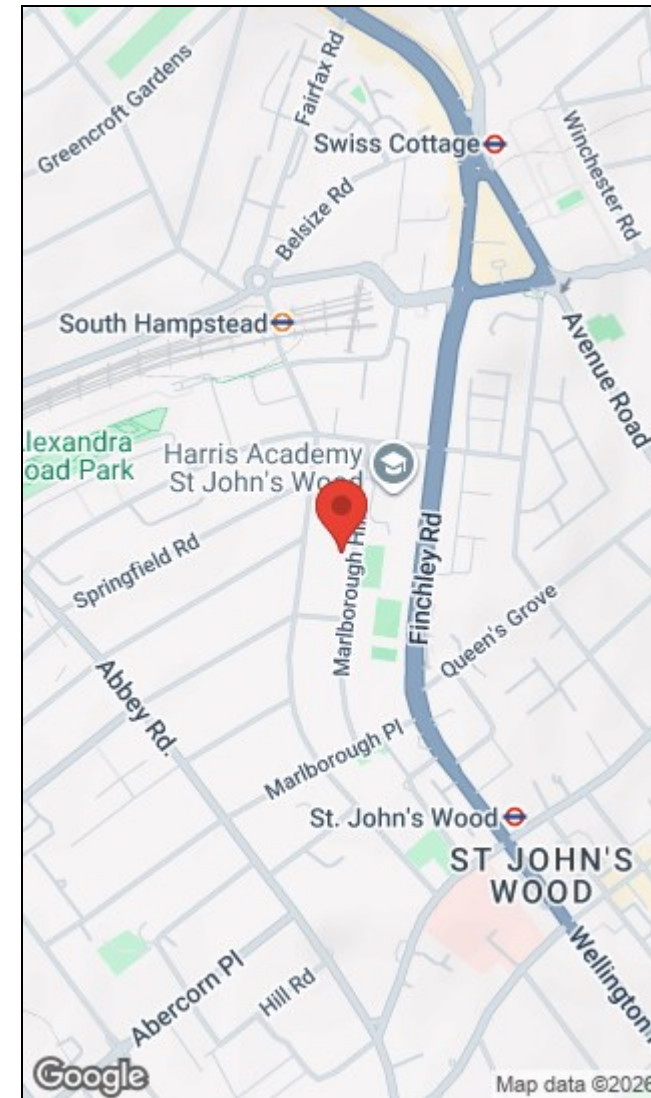 Greencroft Gardens
Fairfax Rd
Swiss Cottage
Winchester Rd
Belsize Rd
South Hampstead
Avenue Road
lexandra
oad Park
Harris Academy
St John's Wood
Springfield Rd
Marlborough Hill
Finchley Rd
Queen's Grove
Abbey Rd.
Marlborough Pl
St. John's Wood
ST JOHN'S
WOOD
Wellington
Abercorn Pl
Hill Rd
Google
Map data ©2026